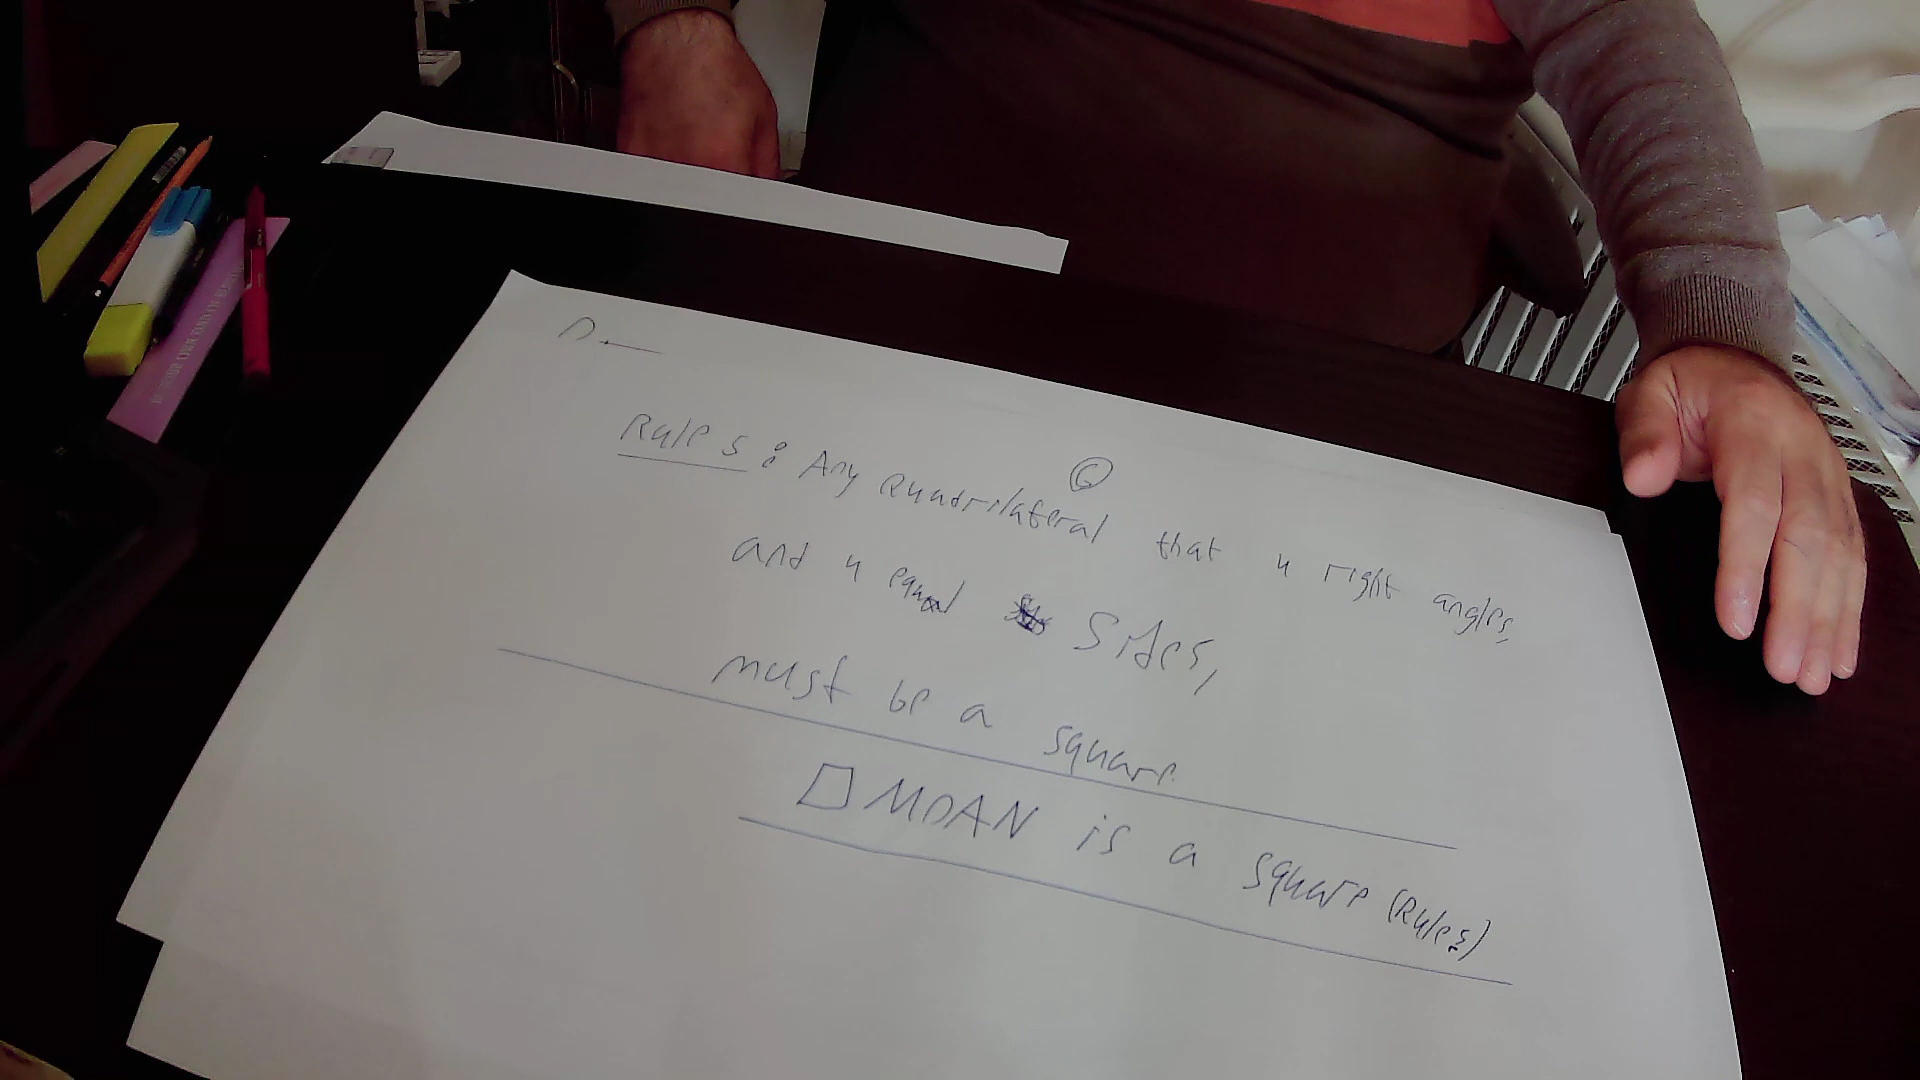 Rule 5: Any quadrilateral that 4 right angles,
and 4 equal sides,
must be a square
□ MDAN is a square (Rule 5)